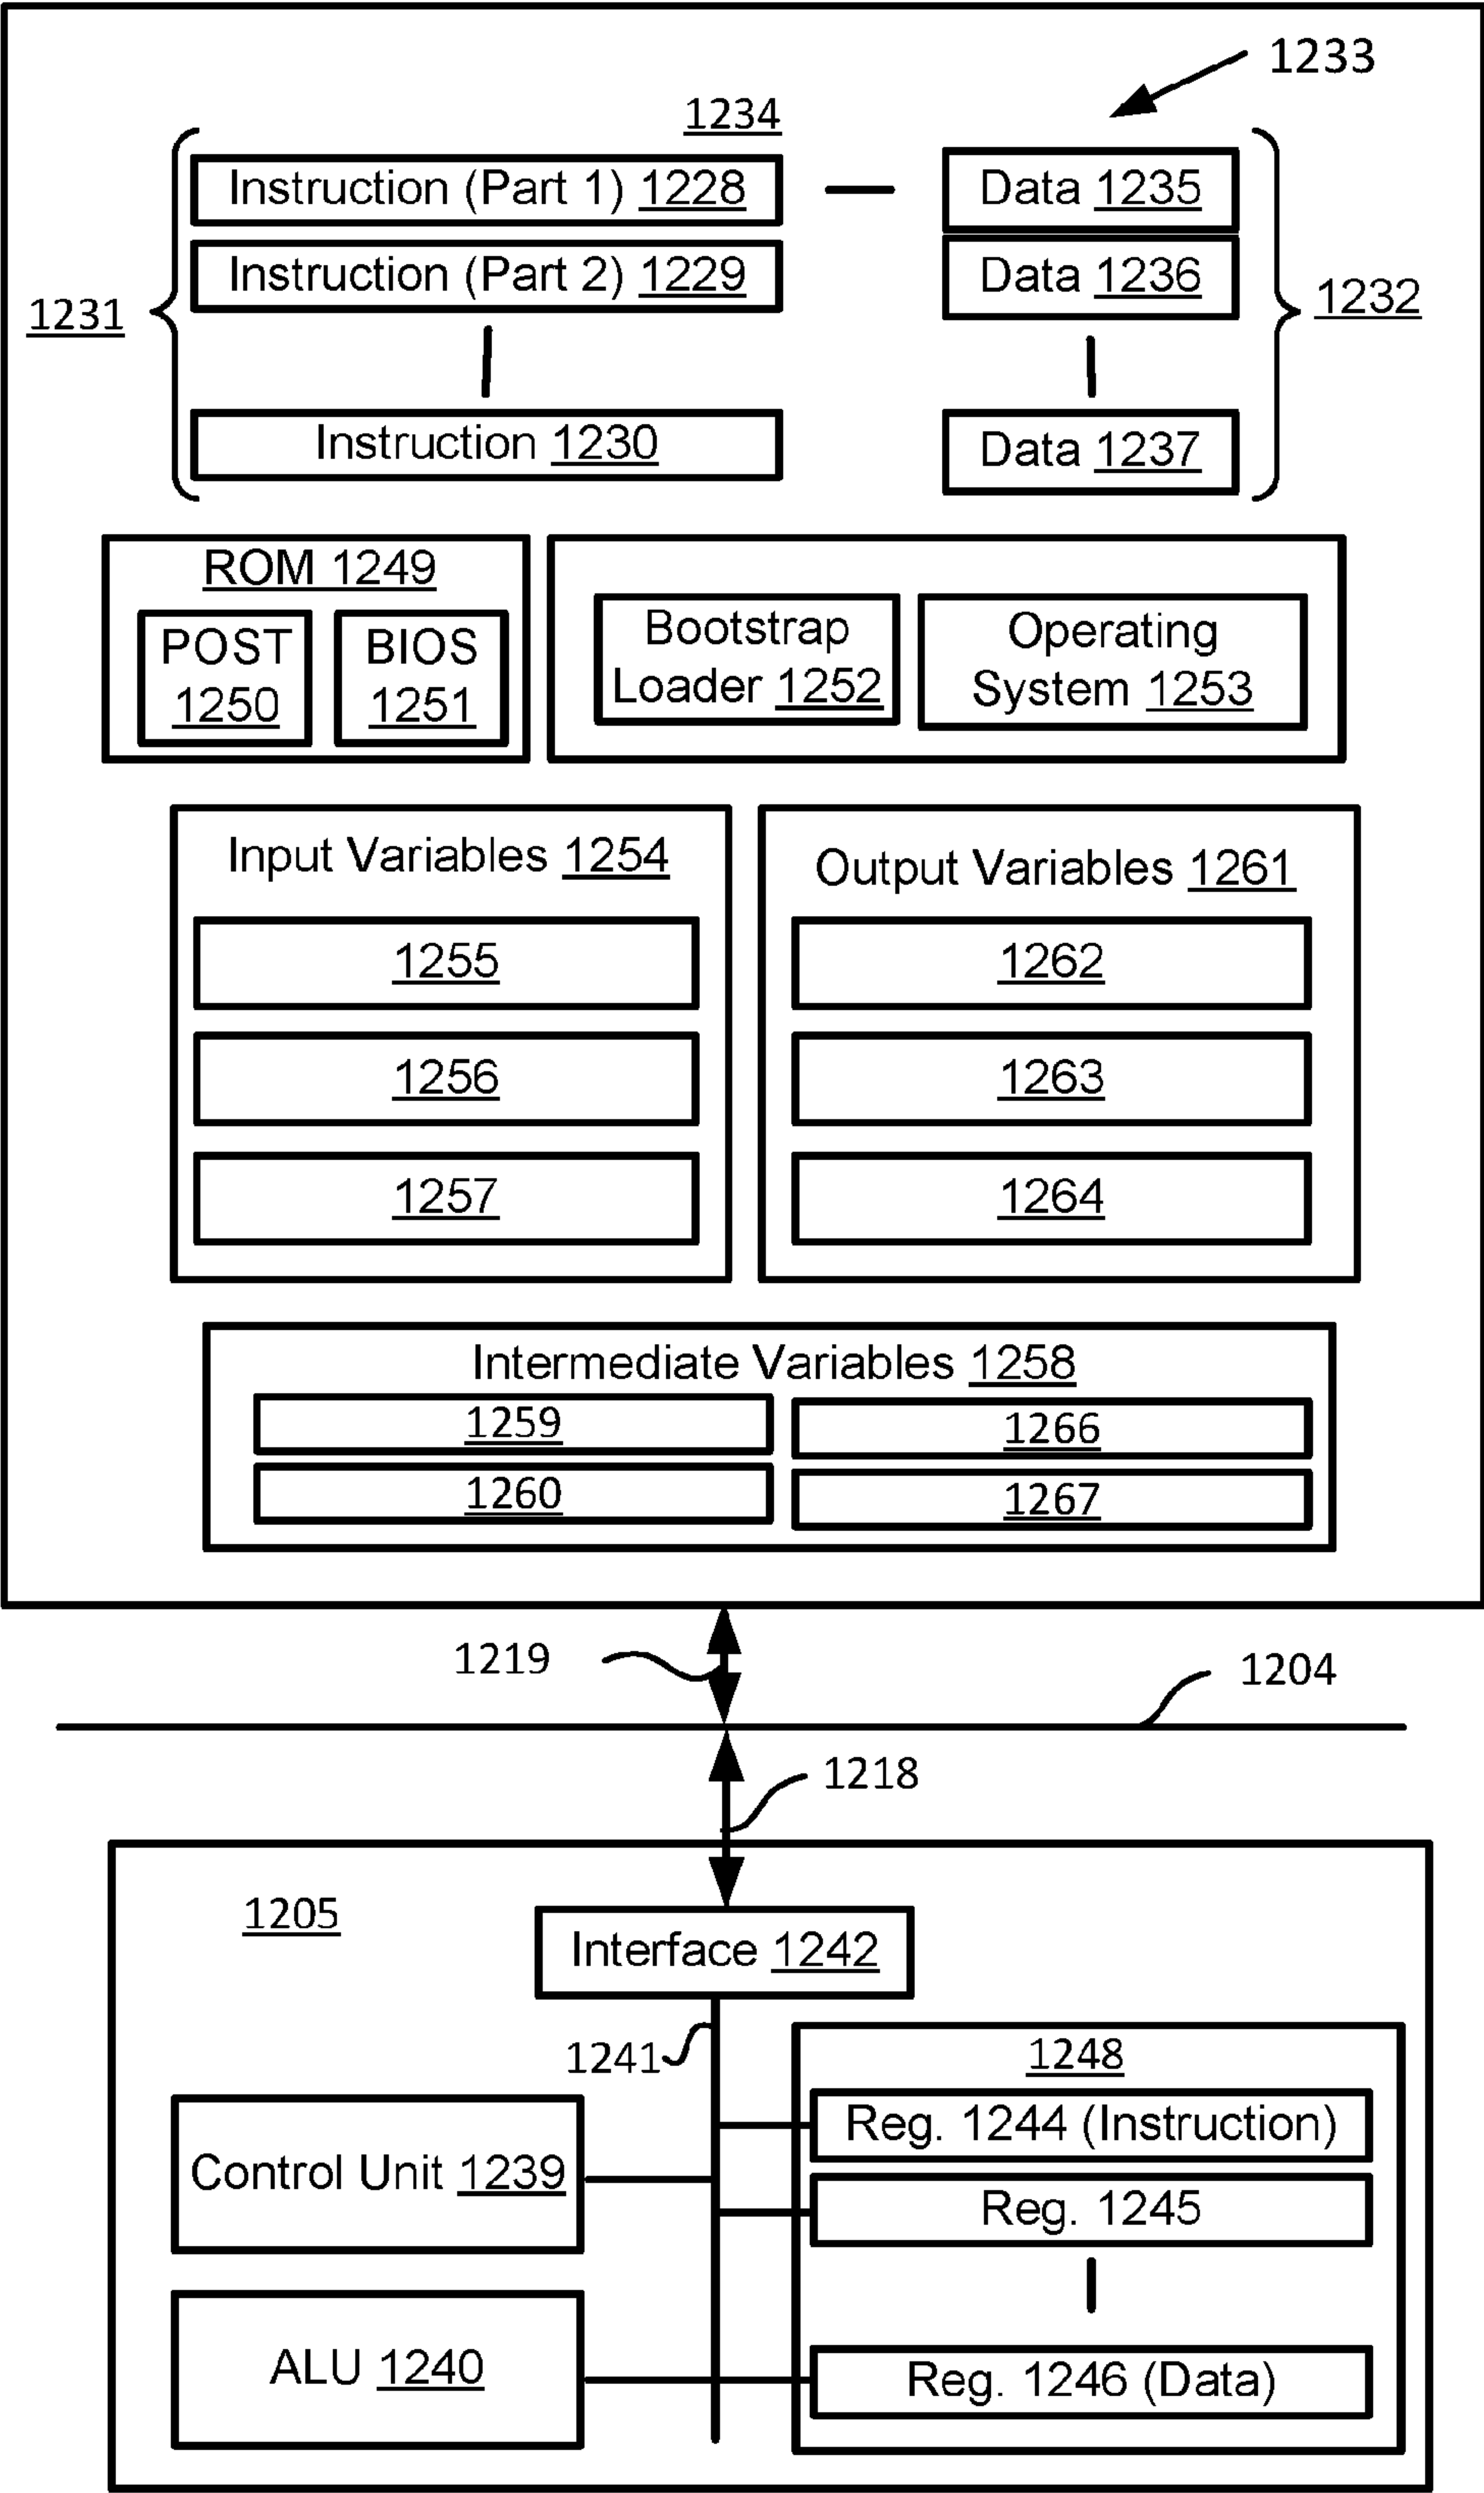 1233
1234
Instruction (Part 1) 1228
Data 1235
Instruction (Part 2) 1229
Data 1236
1231
1232
Instruction 1230
Data 1237
ROM 1249
POST
1250
BIOS
1251
Bootstrap
Loader 1252
Operating
System 1253
Input Variables 1254
1255
1256
1257
Output Variables 1261
1262
1263
1264
Intermediate Variables 1258
1259
1266
1260
1267
1219
1204
1218
1205
Interface 1242
1241
1248
Reg. 1244 (Instruction)
Control Unit 1239
Reg. 1245
ALU 1240
Reg. 1246 (Data)